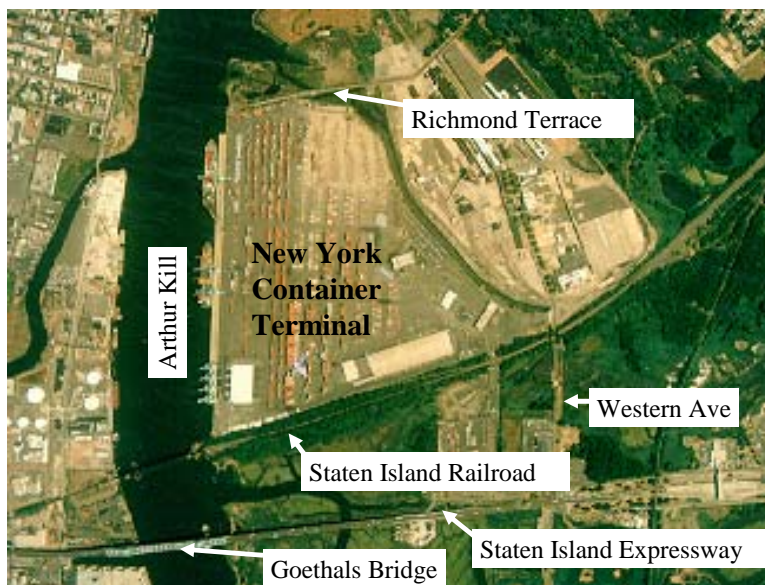 Richmond Terrace
New York
Container
Terminal
Arthur Kill
Western Ave
Staten Island Railroad
Staten Island Expressway
Goethals Bridge